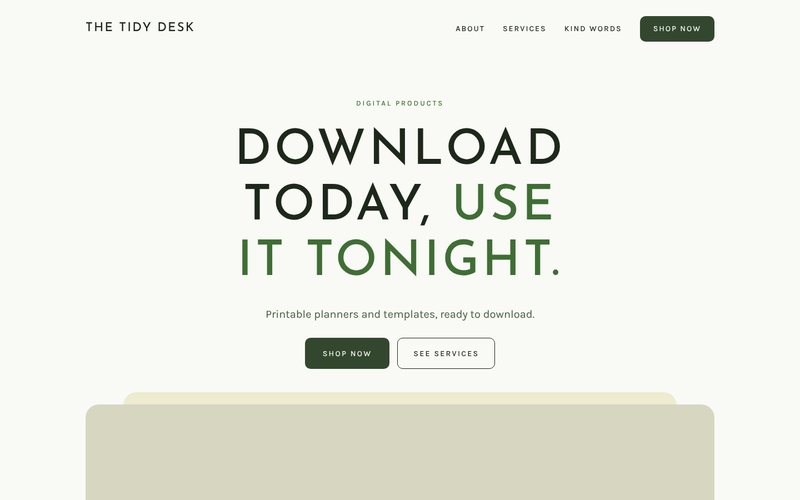 THE TIDY DESK
ABOUT SERVICES KIND WORDS SHOP NOW
DIGITAL PRODUCTS
DOWNLOAD
TODAY, USE
IT TONIGHT.
Printable planners and templates, ready to download.
SHOP NOW SEE SERVICES